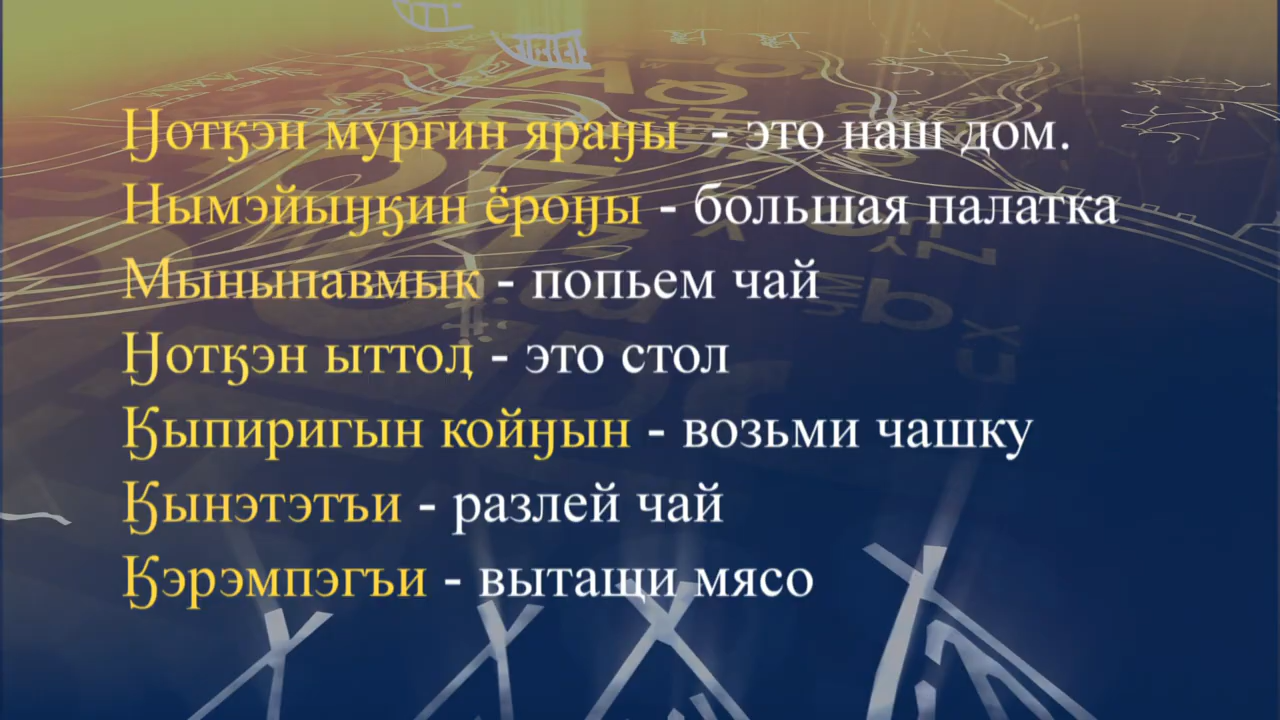 Ӈотӄэн мургин яраӈы - это наш дом.
Нымэйыӈӄин ёроӈы - большая палатка
Мыныпавмык - попьем чай
Ӈотӄэн ыттоԓ - это стол
Ӄыпиригын койӈын - возьми чашку
Ӄынэтэтъи - разлей чай
Ӄэрэмпэгъи - вытащи мясо